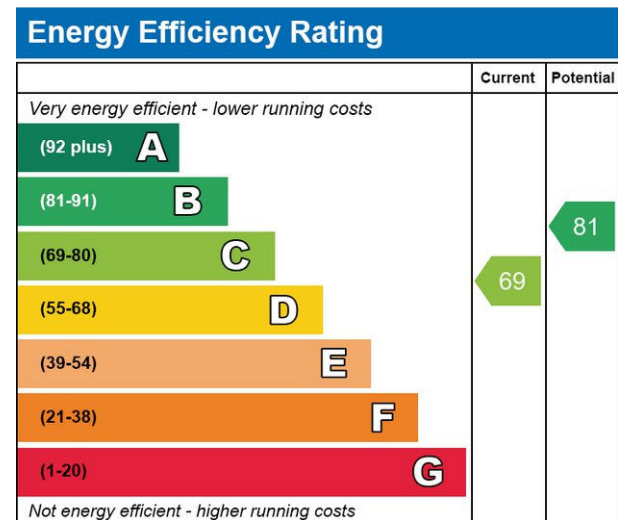 Energy Efficiency Rating
Current Potential
Very energy efficient - lower running costs
(92 plus) A
(81-91) B
81
(69-80) C
69
(55-68) D
(39-54) E
(21-38) F
(1-20) G
Not energy efficient - higher running costs